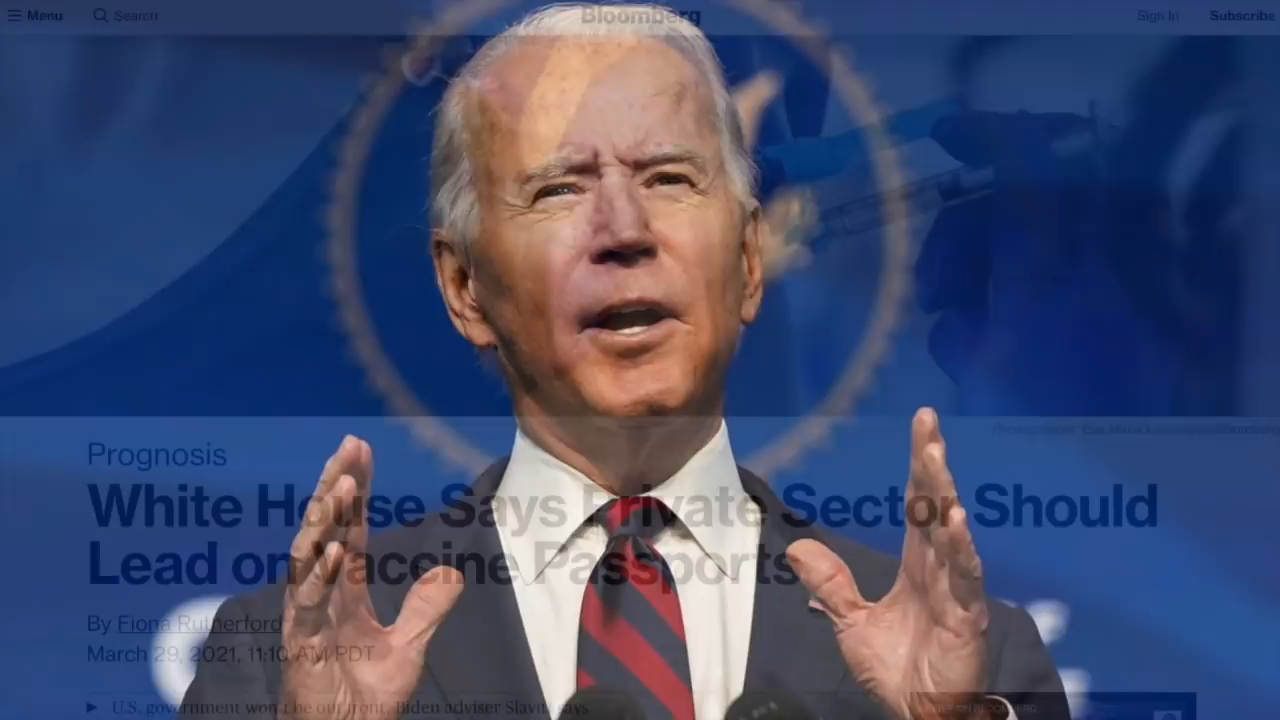 Menu
Search
Bloomberg
Sign In
Subscribe
Prognosis
White House Says Private Sector Should
Lead on Vaccine Passports
By Fiona Rutherford
March 29, 2021, 11:10 AM PDT
U.S. government won't be out front, Biden adviser Slavitt says